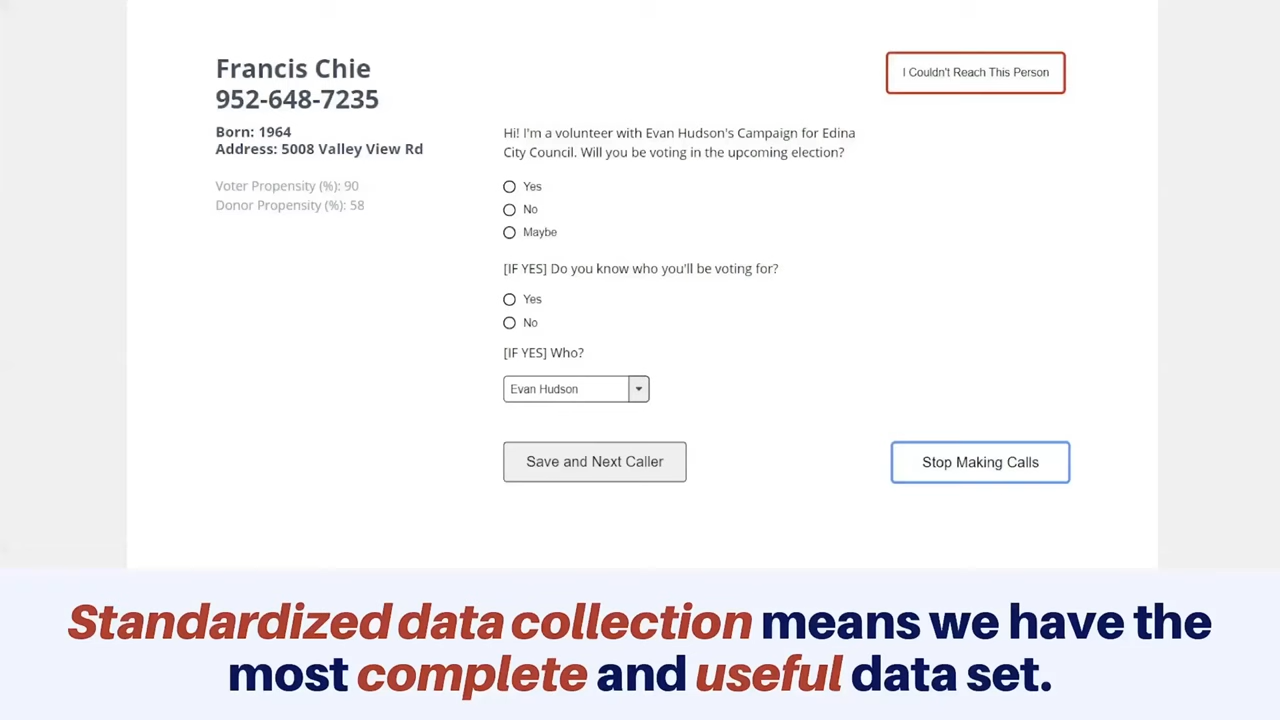 Francis Chie
952-648-7235
Born: 1964
Address: 5008 Valley View Rd
Voter Propensity (%): 90
Donor Propensity (%): 58
I Couldn't Reach This Person
Hi! I'm a volunteer with Evan Hudson's Campaign for Edina
City Council. Will you be voting in the upcoming election?
Yes
No
Maybe
[IF YES] Do you know who you'll be voting for?
Yes
No
[IF YES] Who?
Evan Hudson
Save and Next Caller
Stop Making Calls
Standardized data collection means we have the
most complete and useful data set.